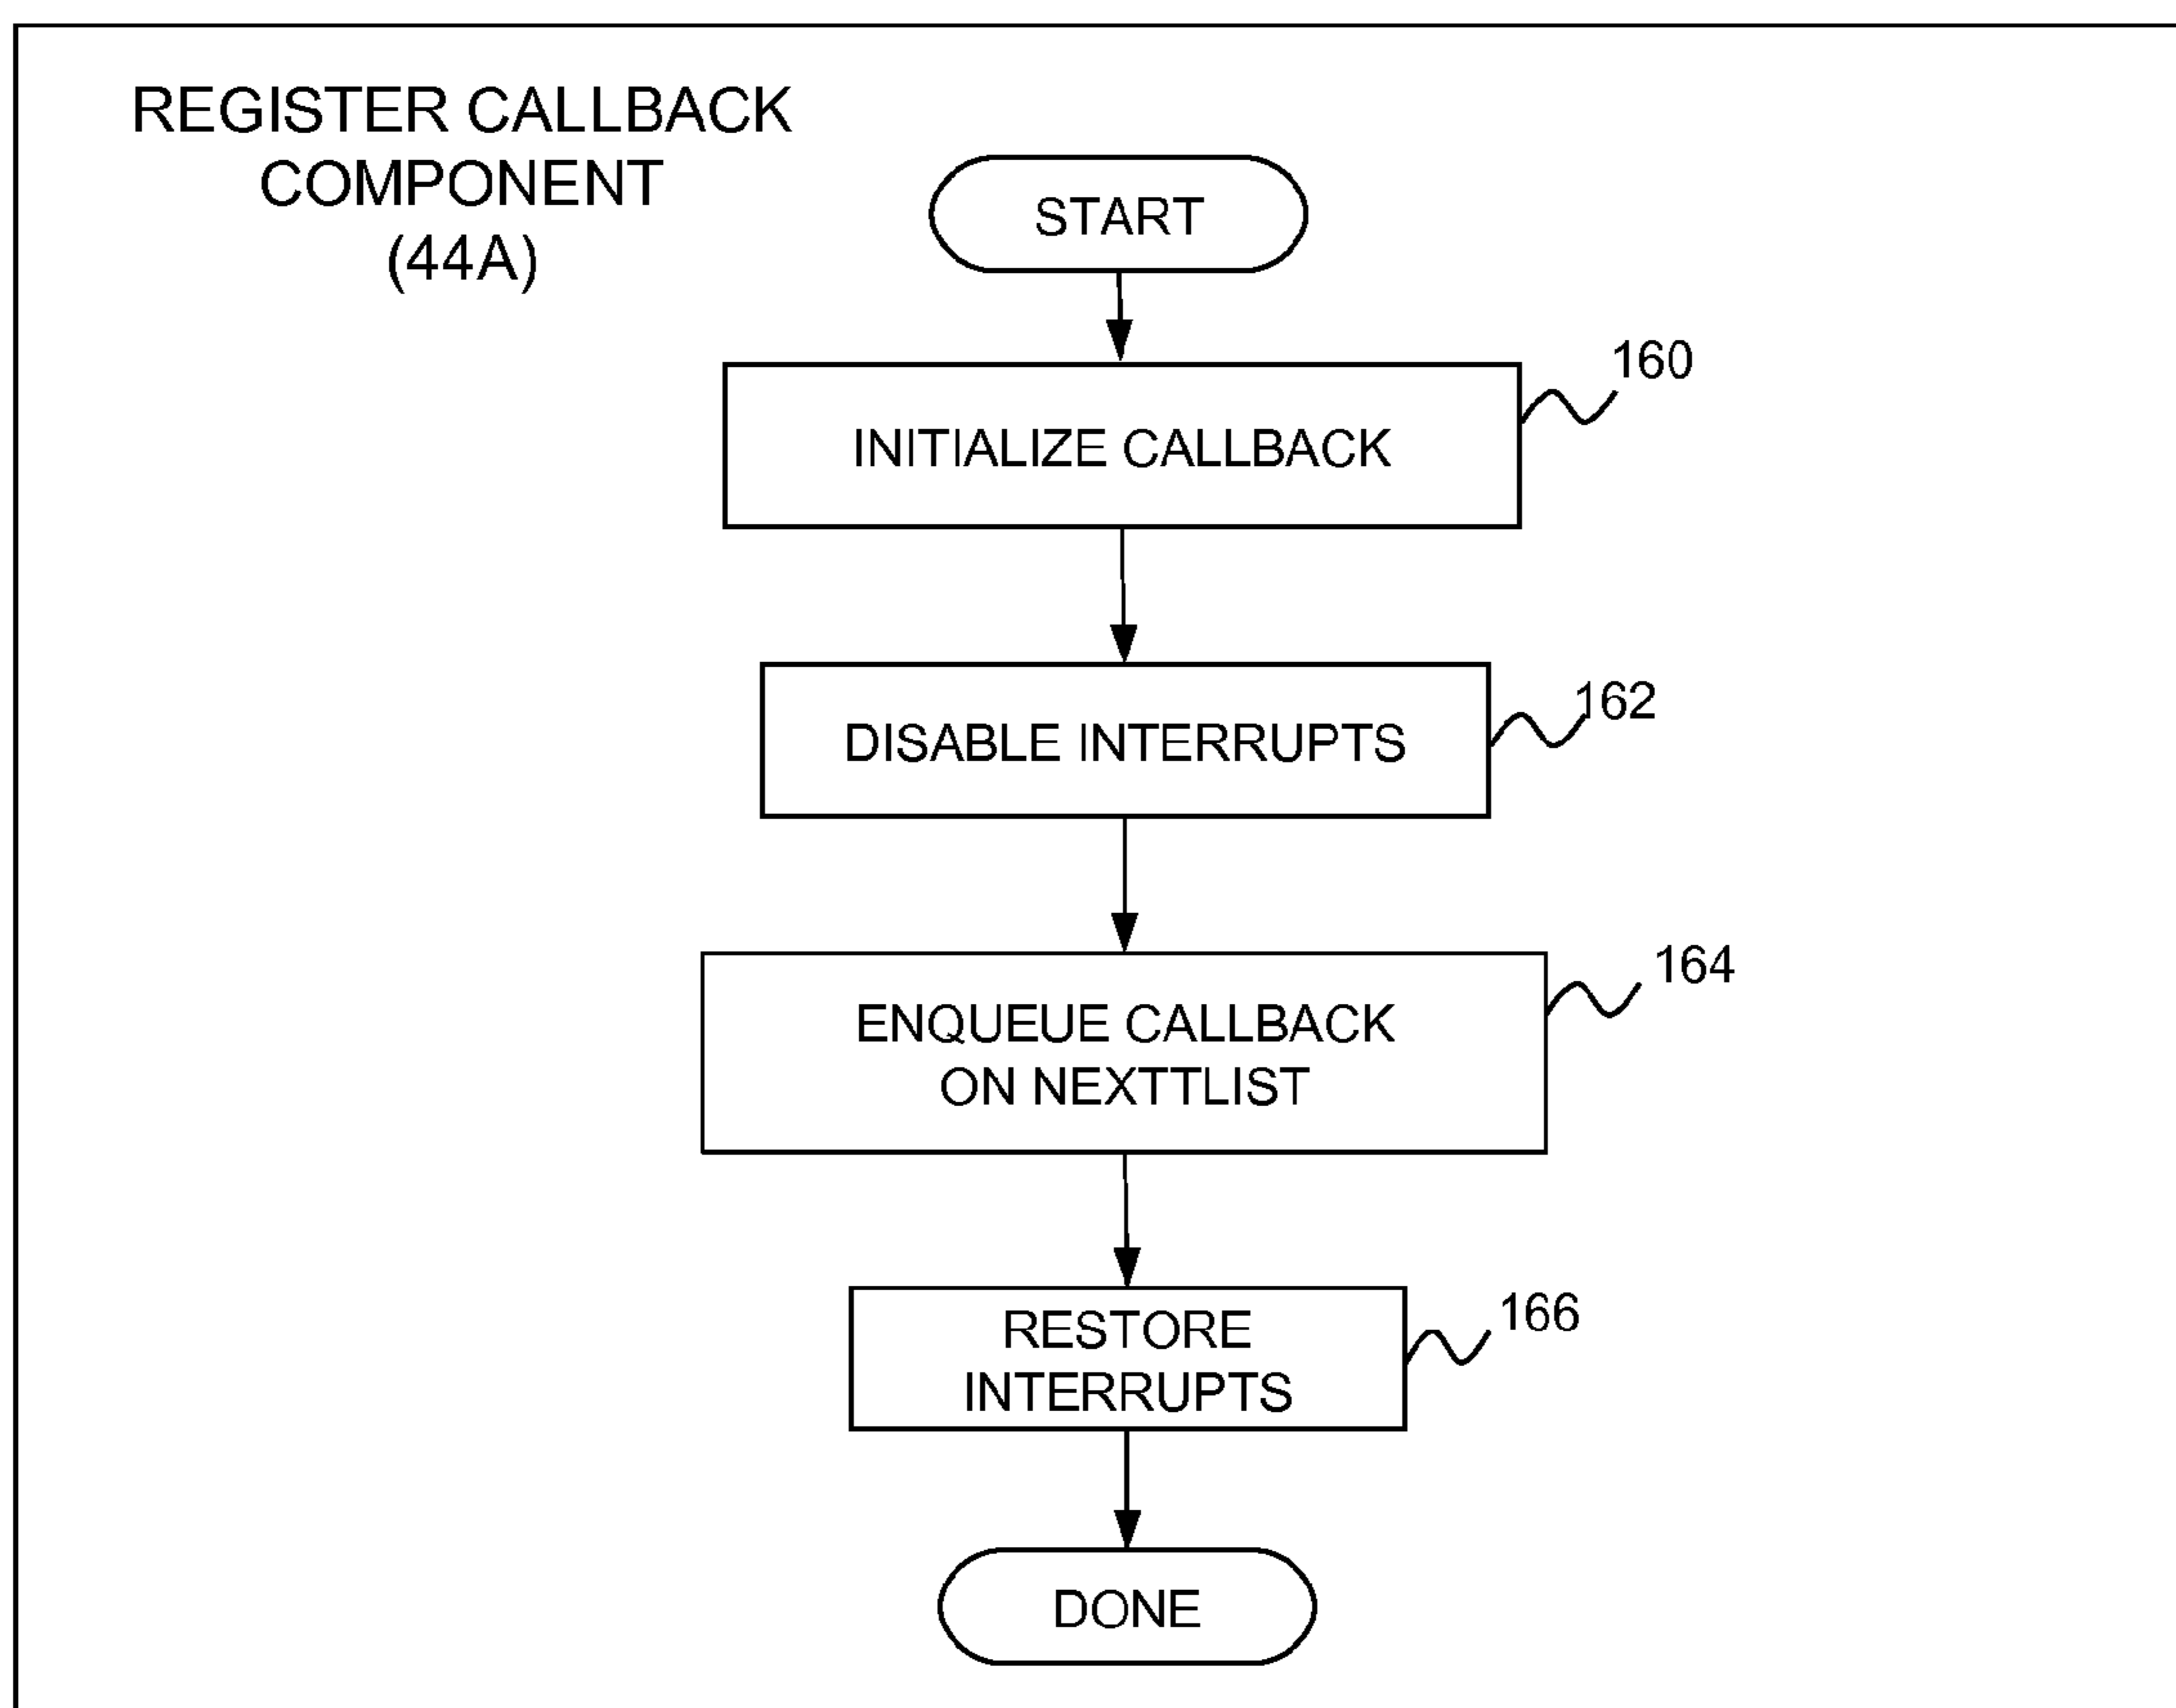 REGISTER CALLBACK
COMPONENT
(44A)
START
160
INITIALIZE CALLBACK
162
DISABLE INTERRUPTS
164
ENQUEUE CALLBACK
ON NEXTTLIST
166
RESTORE
INTERRUPTS
DONE